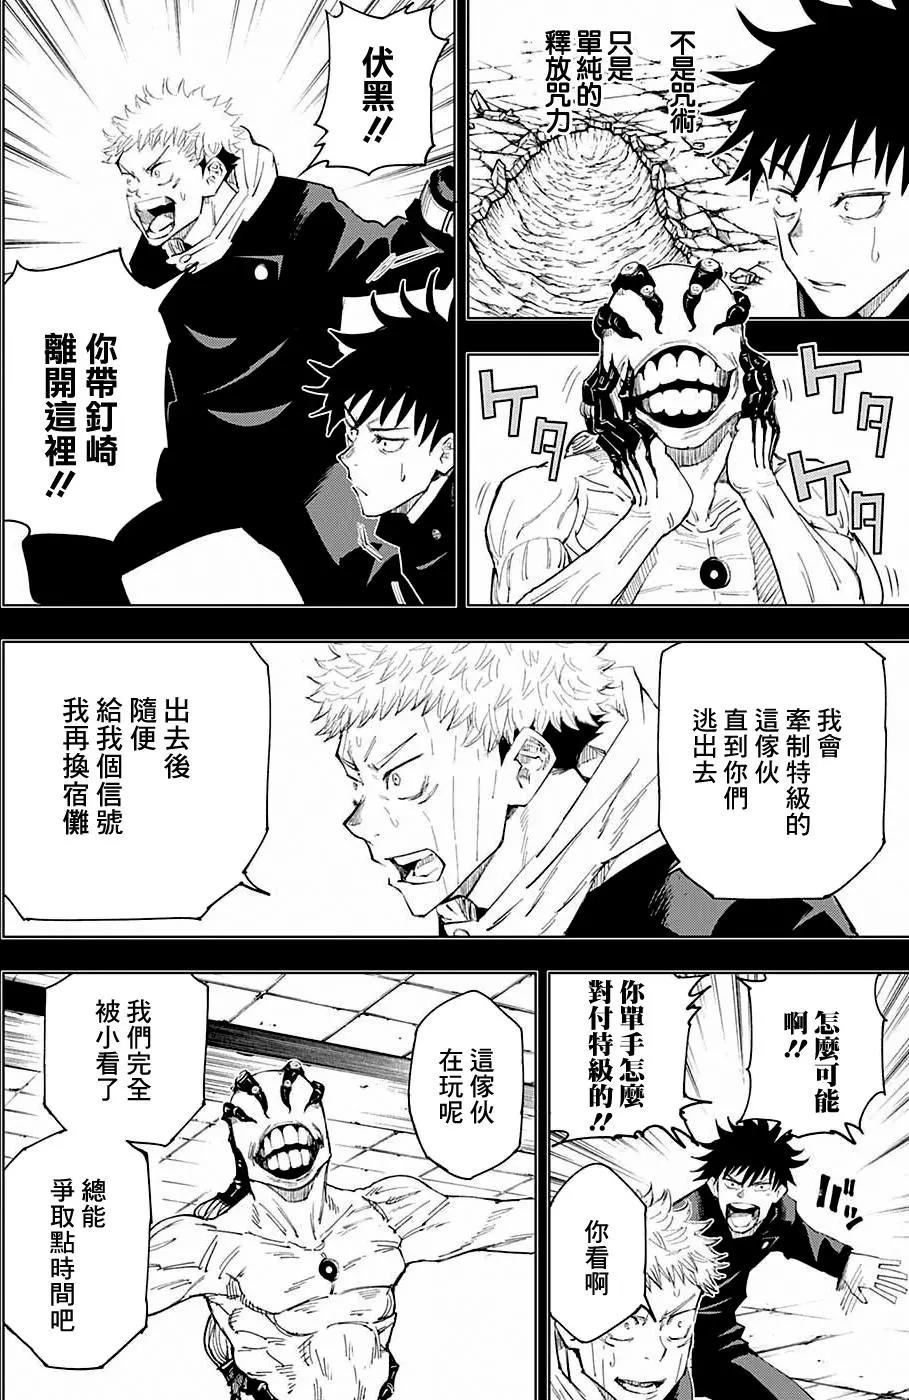 不是咒術
只是
單純的
釋放咒力
伏黑!!
你帶釘崎
離開這裡!!
ケタ
ケタ
ケタ
ケタ
我會
牽制特級的
這傢伙
直到你們
逃出去
出去後
隨便
給我個信號
我再換宿儺
怎麼可能
啊!!
你單手怎麼
對付特級的!!
你看啊
這傢伙
在玩呢
我們完全
被小看了
總能
爭取點時間吧